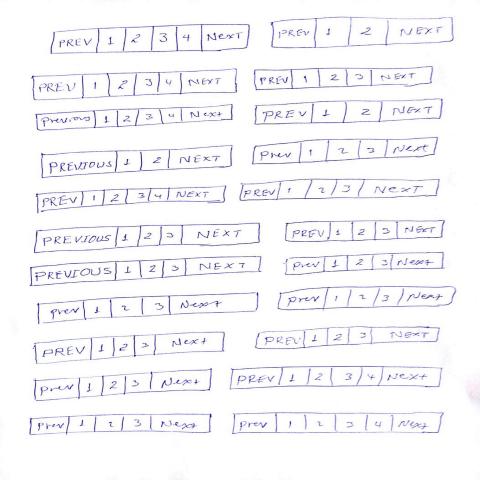 PREV 1 2 3 4 Next PREV 1 2 NEXT
PREV 1 2 3 4 NEXT PREV 1 2 3 NEXT
Previous 1 2 3 4 Next PREV 1 2 NEXT
PREVIOUS 1 2 NEXT Prev 1 2 3 Next
PREV 1 2 3 4 NEXT PREV 1 2 3 NEXT
PREVIOUS 1 2 3 NEXT PREV 1 2 3 NEXT
PREVIOUS 1 2 3 NEXT Prev 1 2 3 Next
Prev 1 2 3 Next Prev 1 2 3 Next
PREV 1 2 3 Next PREV 1 2 3 NEXT
Prev 1 2 3 Next PREV 1 2 3 4 Next
Prev 1 2 3 Next Prev 1 2 3 4 Next